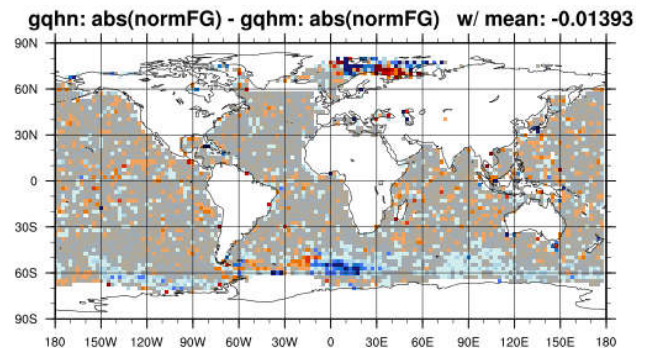 gqhn: abs(normFG) - gqhm: abs(normFG) w/ mean: -0.01393
90N
60N
30N
0
30S
60S
90S
180 150W 120W 90W 60W 30W 0 30E 60E 90E 120E 150E 180